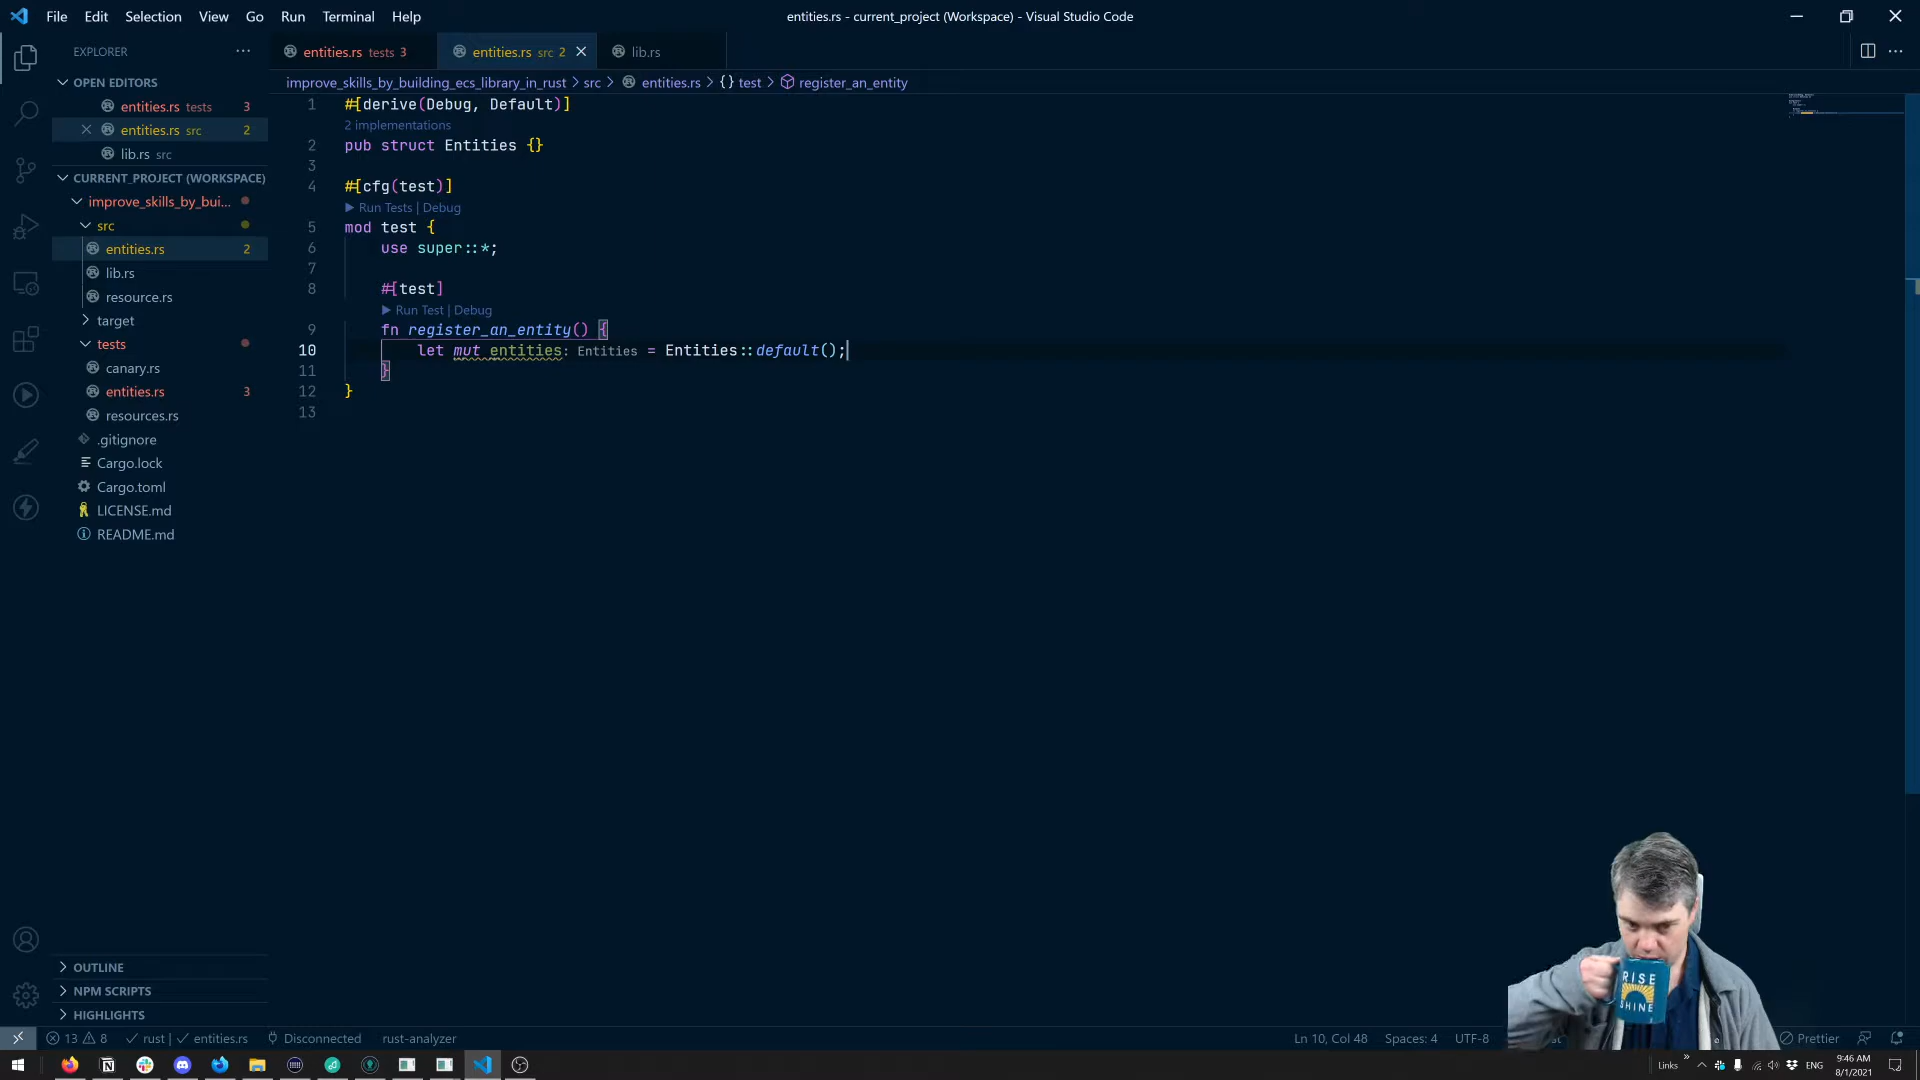 File Edit Selection View Go Run Terminal Help
entities.rs - current_project (Workspace) - Visual Studio Code
EXPLORER
entities.rs tests 3
entities.rs src 2
lib.rs
OPEN EDITORS
entities.rs tests 3
entities.rs src 2
lib.rs src
CURRENT_PROJECT (WORKSPACE)
improve_skills_by_bui...
src
entities.rs 2
lib.rs
resource.rs
target
tests
canary.rs
entities.rs 3
resources.rs
.gitignore
Cargo.lock
Cargo.toml
LICENSE.md
README.md
OUTLINE
NPM SCRIPTS
HIGHLIGHTS
improve_skills_by_building_ecs_library_in_rust > src > entities.rs > {} test > register_an_entity
1 #[derive(Debug, Default)]
2 implementations
2 pub struct Entities {}
3
4 #[cfg(test)]
Run Tests | Debug
5 mod test {
6 use super::*;
7
8 #[test]
Run Test | Debug
9 fn register_an_entity() {
10 let mut entities: Entities = Entities::default();
11 }
12 }
13
RISE
SHINE
13 8 rust | entities.rs Disconnected rust-analyzer
Ln 10, Col 48 Spaces: 4 UTF-8 Prettier
Links ENG
9:46 AM
8/1/2021